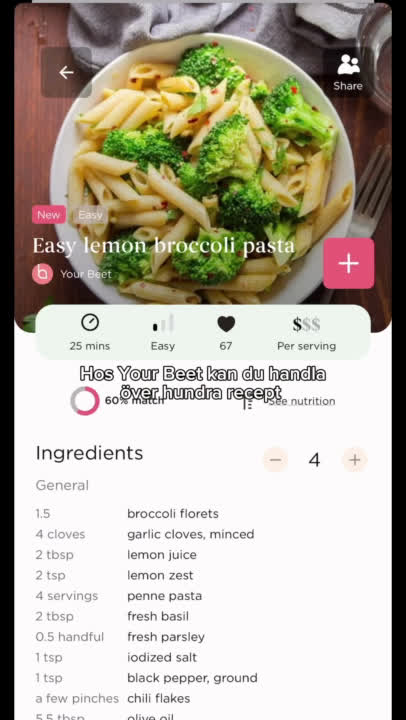 Share
New Easy
Easy lemon broccoli pasta
Your Beet
25 mins Easy 67 $$$ Per serving
Hos Your Beet kan du handla
över hundra recept
60% match See nutrition
Ingredients 4
General
1.5 broccoli florets
4 cloves garlic cloves, minced
2 tbsp lemon juice
2 tsp lemon zest
4 servings penne pasta
2 tbsp fresh basil
0.5 handful fresh parsley
1 tsp iodized salt
1 tsp black pepper, ground
a few pinches chili flakes
5.5 tbsp olive oil